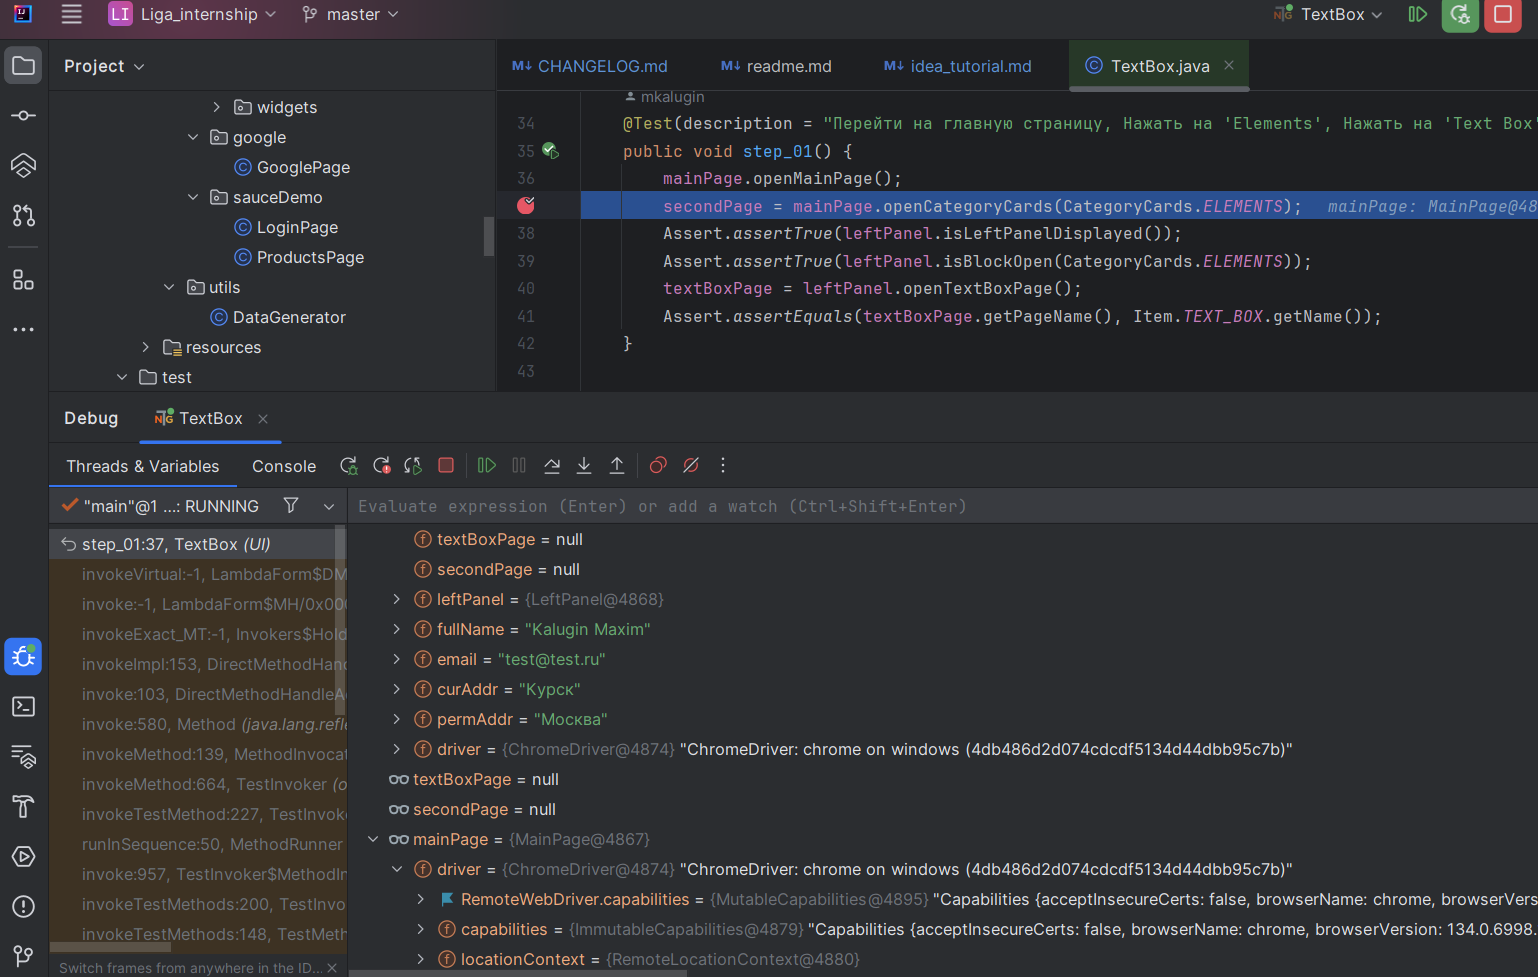 LI Liga_internship master TextBox
Project
CHANGELOG.md readme.md idea_tutorial.md TextBox.java
widgets
google
GooglePage
sauceDemo
LoginPage
ProductsPage
utils
DataGenerator
resources
test
mkalugin
34 @Test(description = "Перейти на главную страницу, Нажать на 'Elements', Нажать на 'Text Box'
35 public void step_01() {
36 mainPage.openMainPage();
secondPage = mainPage.openCategoryCards(CategoryCards.ELEMENTS); mainPage: MainPage@48
38 Assert.assertTrue(leftPanel.isLeftPanelDisplayed());
39 Assert.assertTrue(leftPanel.isBlockOpen(CategoryCards.ELEMENTS));
40 textBoxPage = leftPanel.openTextBoxPage();
41 Assert.assertEquals(textBoxPage.getPageName(), Item.TEXT_BOX.getName());
42 }
43
Debug TextBox
Threads & Variables Console
"main"@1 ...: RUNNING
Evaluate expression (Enter) or add a watch (Ctrl+Shift+Enter)
step_01:37, TextBox (UI)
invokeVirtual:-1, LambdaForm$DM
invoke:-1, LambdaForm$MH/0x00
invokeExact_MT:-1, Invokers$Hold
invokeImpl:153, DirectMethodHan
invoke:103, DirectMethodHandleA
invoke:580, Method (java.lang.refle
invokeMethod:139, MethodInvocat
invokeMethod:664, TestInvoker (o
invokeTestMethod:227, TestInvoke
runInSequence:50, MethodRunner
invoke:957, TestInvoker$MethodIn
invokeTestMethods:200, TestInvo
invokeTestMethods:148, TestMeth
Switch frames from anywhere in the ID...
textBoxPage = null
secondPage = null
leftPanel = {LeftPanel@4868}
fullName = "Kalugin Maxim"
email = "test@test.ru"
curAddr = "Курск"
permAddr = "Москва"
driver = {ChromeDriver@4874} "ChromeDriver: chrome on windows (4db486d2d074cdcdf5134d44dbb95c7b)"
textBoxPage = null
secondPage = null
mainPage = {MainPage@4867}
driver = {ChromeDriver@4874} "ChromeDriver: chrome on windows (4db486d2d074cdcdf5134d44dbb95c7b)"
RemoteWebDriver.capabilities = {MutableCapabilities@4895} "Capabilities {acceptInsecureCerts: false, browserName: chrome, browserVers
capabilities = {ImmutableCapabilities@4879} "Capabilities {acceptInsecureCerts: false, browserName: chrome, browserVersion: 134.0.6998.
locationContext = {RemoteLocationContext@4880}